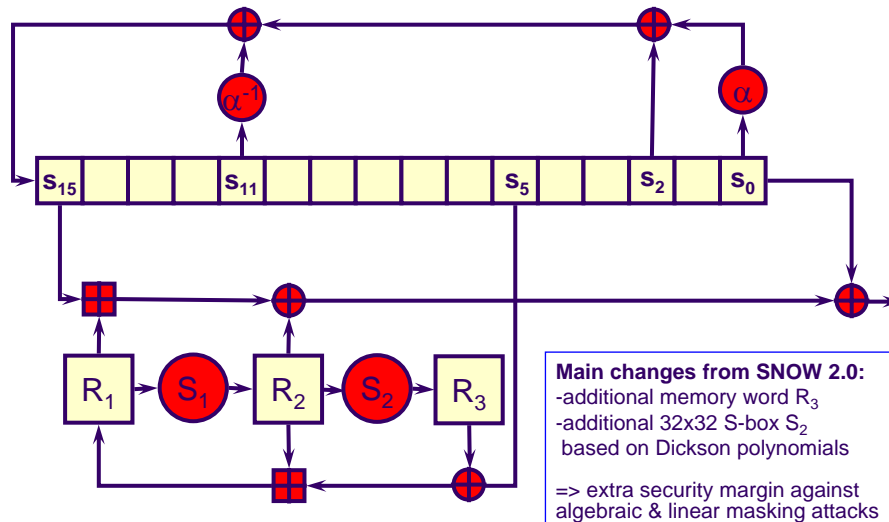 α⁻¹
α
s₁₅ s₁₁ s₅ s₂ s₀
R₁ S₁ R₂ S₂ R₃
Main changes from SNOW 2.0:
-additional memory word R₃
-additional 32x32 S-box S₂
based on Dickson polynomials
=> extra security margin against
algebraic & linear masking attacks